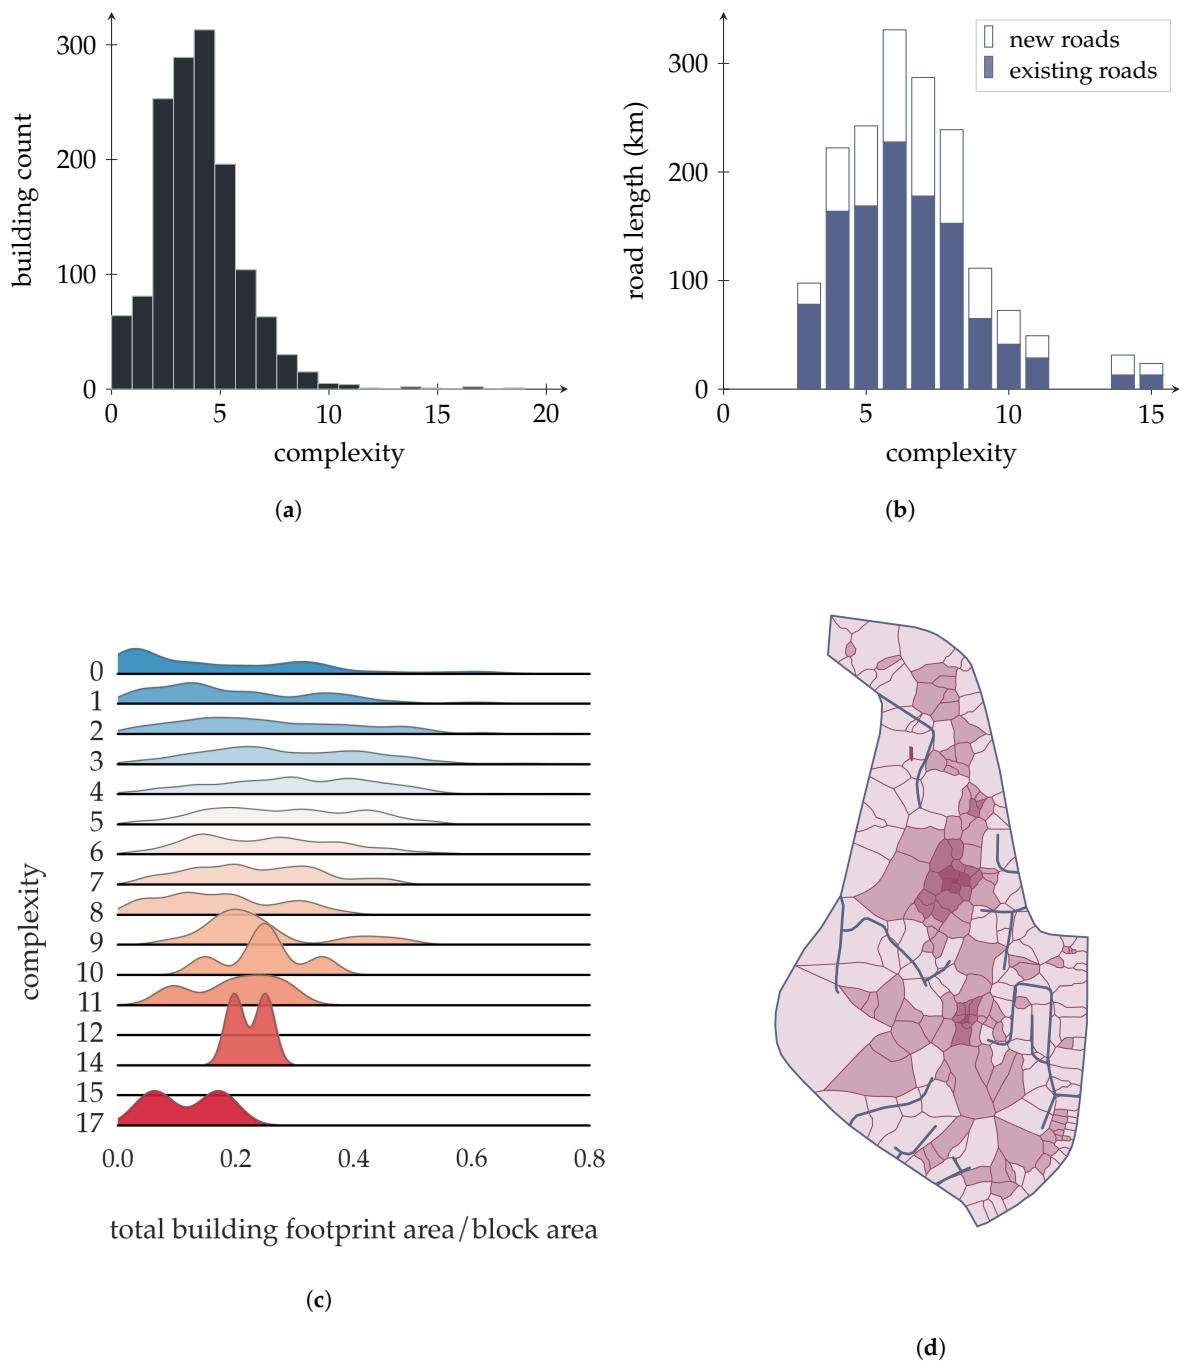 300
200
100
0
building count
0 5 10 15 20
complexity
(a)
300
200
100
0
road length (km)
new roads
existing roads
0 5 10 15
complexity
(b)
0
1
2
3
4
5
6
7
8
9
10
11
12
14
15
17
complexity
0.0 0.2 0.4 0.6 0.8
total building footprint area/block area
(c)
(d)